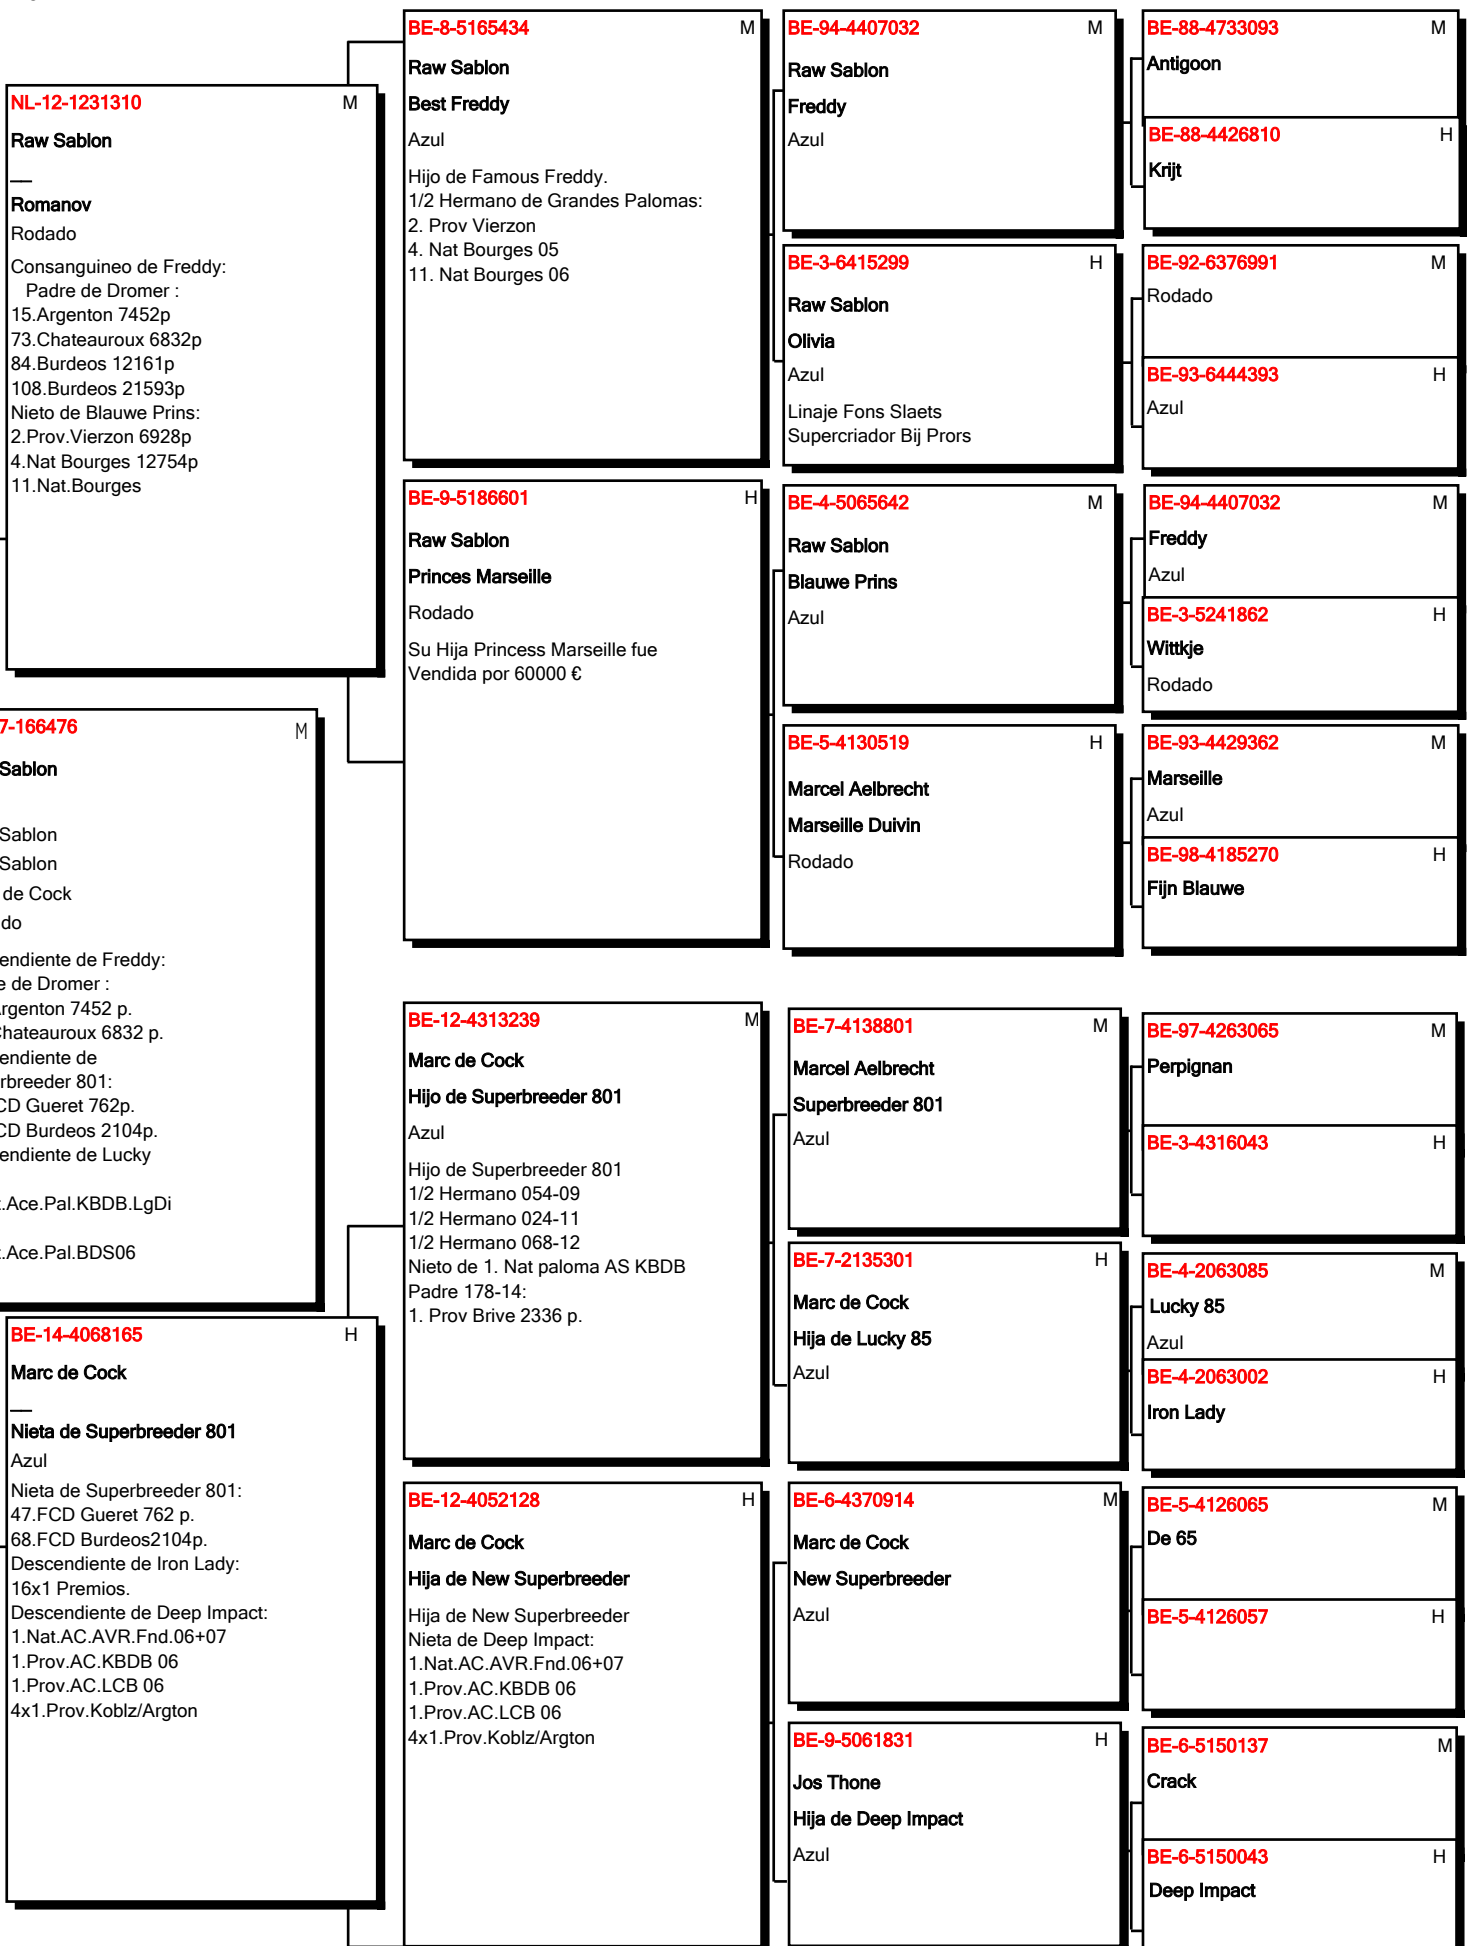 NL-12-1231310 M
Raw Sablon
__
Romanov
Rodado
Consanguineo de Freddy:
Padre de Dromer :
15.Argenton 7452p
73.Chateauroux 6832p
84.Burdeos 12161p
108.Burdeos 21593p
Nieto de Blauwe Prins:
2.Prov.Vierzon 6928p
4.Nat Bourges 12754p
11.Nat.Bourges
7-166476 M
Sablon
Sablon
Sablon
de Cock
do
endiente de Freddy:
e de Dromer :
rgenton 7452 p.
hateauroux 6832 p.
endiente de
rbreeder 801:
CD Gueret 762p.
CD Burdeos 2104p.
endiente de Lucky
.Ace.Pal.KBDB.LgDi
.Ace.Pal.BDS06
BE-14-4068165 H
Marc de Cock
__
Nieta de Superbreeder 801
Azul
Nieta de Superbreeder 801:
47.FCD Gueret 762 p.
68.FCD Burdeos2104p.
Descendiente de Iron Lady:
16x1 Premios.
Descendiente de Deep Impact:
1.Nat.AC.AVR.Fnd.06+07
1.Prov.AC.KBDB 06
1.Prov.AC.LCB 06
4x1.Prov.Koblz/Argton
BE-8-5165434 M
Raw Sablon
Best Freddy
Azul
Hijo de Famous Freddy.
1/2 Hermano de Grandes Palomas:
2. Prov Vierzon
4. Nat Bourges 05
11. Nat Bourges 06
BE-9-5186601 H
Raw Sablon
Princes Marseille
Rodado
Su Hija Princess Marseille fue
Vendida por 60000 €
BE-12-4313239 M
Marc de Cock
Hijo de Superbreeder 801
Azul
Hijo de Superbreeder 801
1/2 Hermano 054-09
1/2 Hermano 024-11
1/2 Hermano 068-12
Nieto de 1. Nat paloma AS KBDB
Padre 178-14:
1. Prov Brive 2336 p.
BE-12-4052128 H
Marc de Cock
Hija de New Superbreeder
Hija de New Superbreeder
Nieta de Deep Impact:
1.Nat.AC.AVR.Fnd.06+07
1.Prov.AC.KBDB 06
1.Prov.AC.LCB 06
4x1.Prov.Koblz/Argton
BE-94-4407032 M
Raw Sablon
Freddy
Azul
BE-3-6415299 H
Raw Sablon
Olivia
Azul
Linaje Fons Slaets
Supercriador Bij Prors
BE-4-5065642 M
Raw Sablon
Blauwe Prins
Azul
BE-5-4130519 H
Marcel Aelbrecht
Marseille Duivin
Rodado
BE-7-4138801 M
Marcel Aelbrecht
Superbreeder 801
Azul
BE-7-2135301 H
Marc de Cock
Hija de Lucky 85
Azul
BE-6-4370914 M
Marc de Cock
New Superbreeder
Azul
BE-9-5061831 H
Jos Thone
Hija de Deep Impact
Azul
BE-88-4733093 M
Antigoon
BE-88-4426810 H
Krijt
BE-92-6376991 M
Rodado
BE-93-6444393 H
Azul
BE-94-4407032 M
Freddy
Azul
BE-3-5241862 H
Wittkje
Rodado
BE-93-4429362 M
Marseille
Azul
BE-98-4185270 H
Fijn Blauwe
BE-97-4263065 M
Perpignan
BE-3-4316043 H
BE-4-2063085 M
Lucky 85
Azul
BE-4-2063002 H
Iron Lady
BE-5-4126065 M
De 65
BE-5-4126057 H
BE-6-5150137 M
Crack
BE-6-5150043 H
Deep Impact